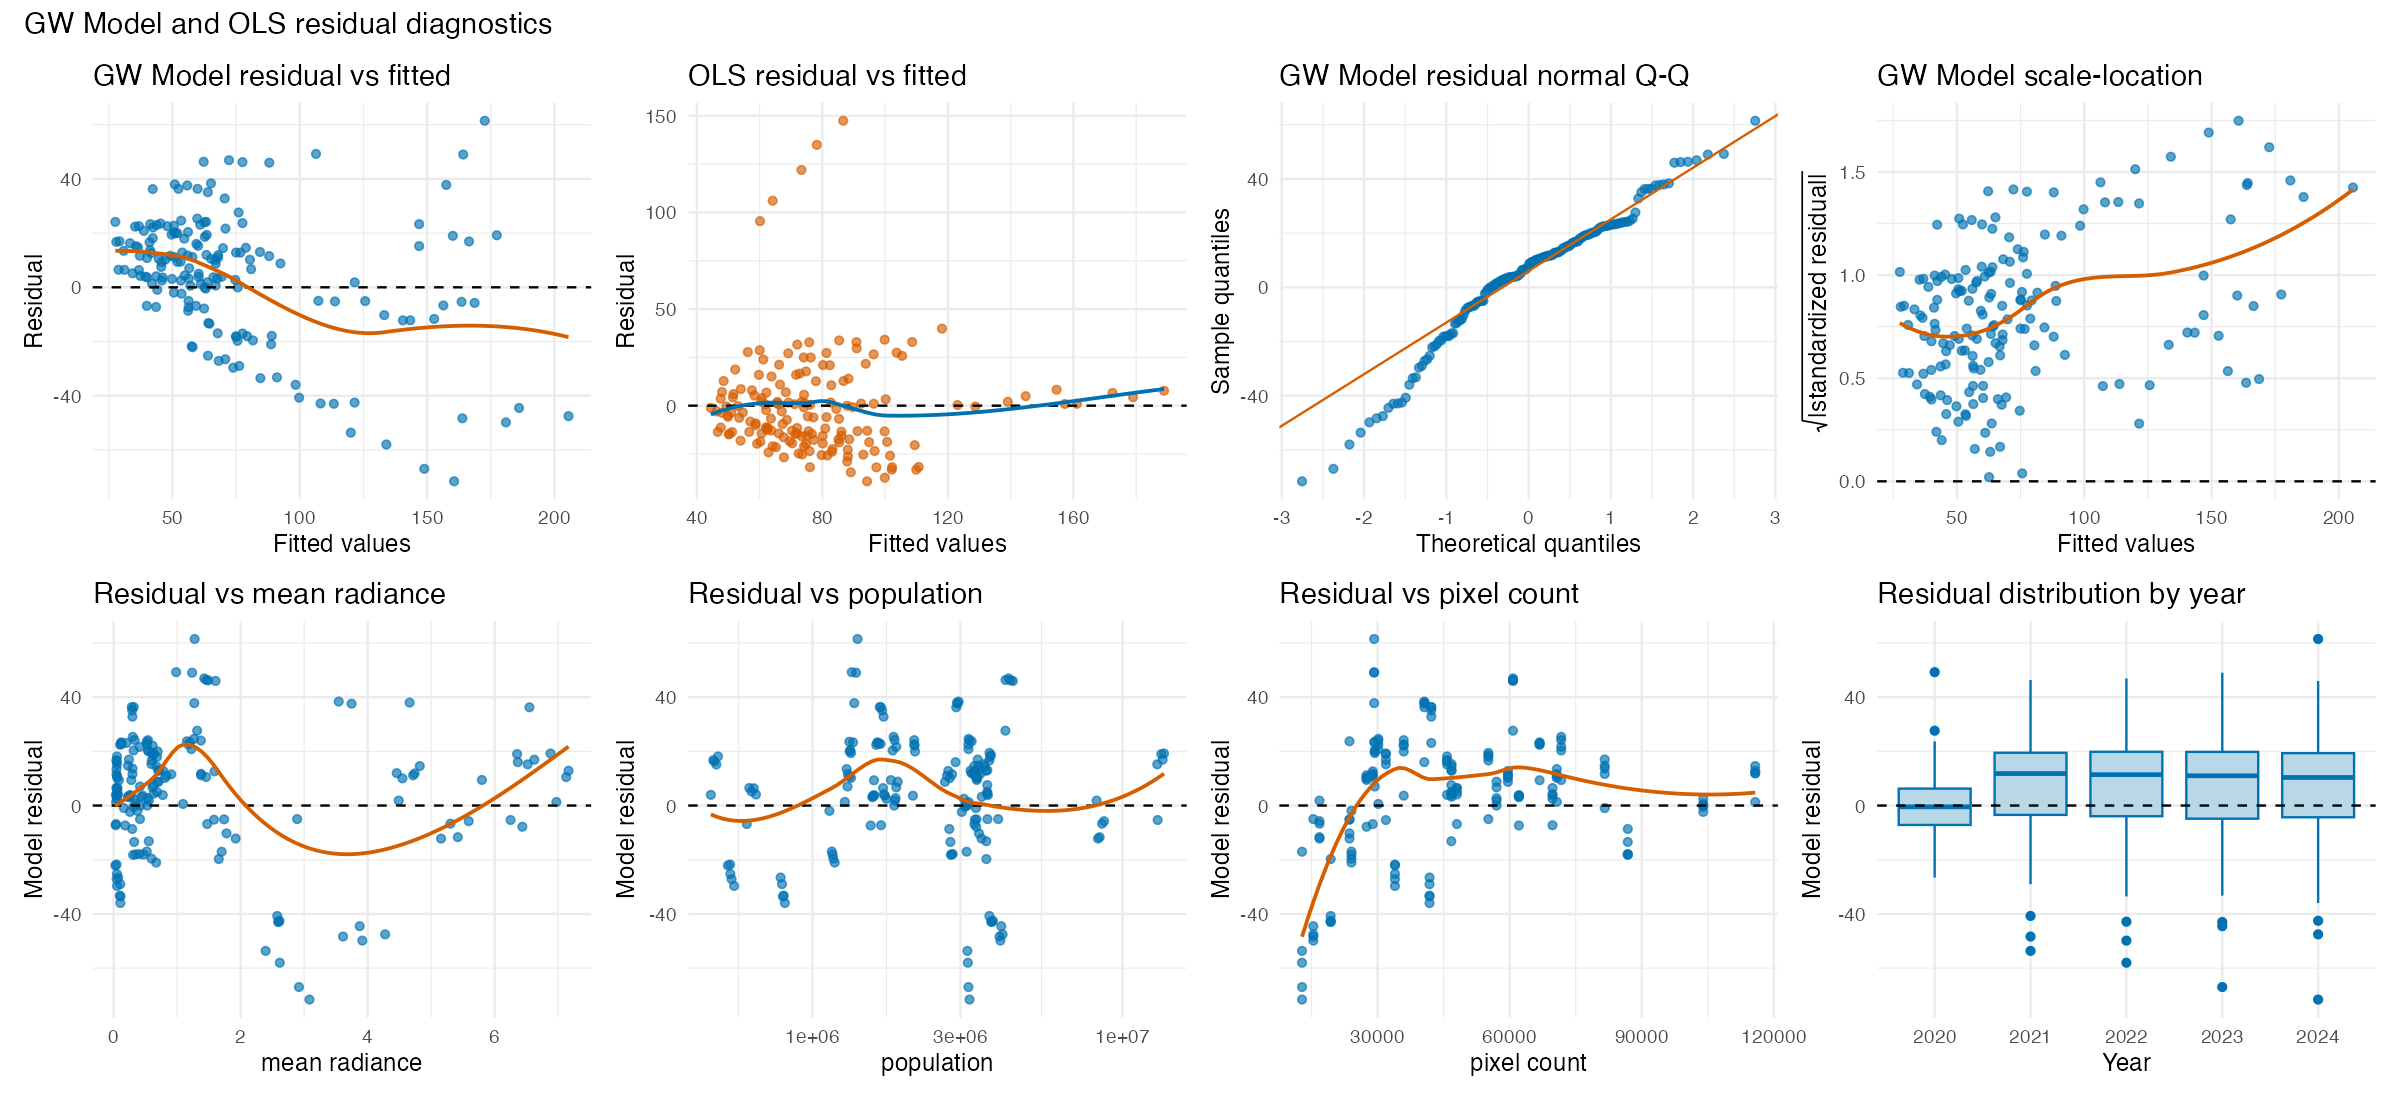 GW Model and OLS residual diagnostics
GW Model residual vs fitted
Residual
40
0
-40
50
100
150
200
Fitted values
OLS residual vs fitted
Residual
150
100
50
0
40
80
120
160
Fitted values
GW Model residual normal Q-Q
Sample quantiles
40
0
-40
-3
-2
-1
0
1
2
3
Theoretical quantiles
GW Model scale-location
√|standardized residual|
1.5
1.0
0.5
0.0
50
100
150
200
Fitted values
Residual vs mean radiance
Model residual
40
0
-40
0
2
4
6
mean radiance
Residual vs population
Model residual
40
0
-40
1e+06
3e+06
1e+07
population
Residual vs pixel count
Model residual
40
0
-40
30000
60000
90000
120000
pixel count
Residual distribution by year
Model residual
40
0
-40
2020
2021
2022
2023
2024
Year